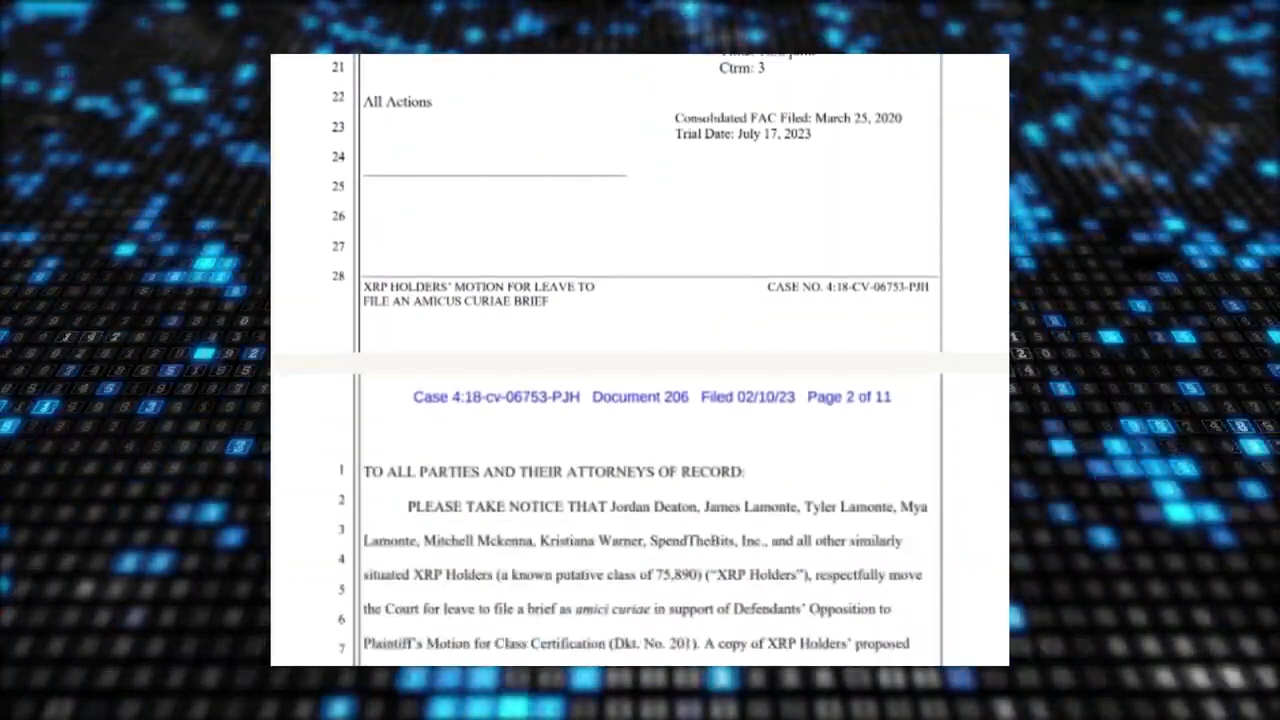 21
Ctrm: 3
22
All Actions
Consolidated FAC Filed: March 25, 2020
23
Trial Date: July 17, 2023
24
25
26
27
28
XRP HOLDERS' MOTION FOR LEAVE TO
CASE NO. 4:18-CV-06753-PJH
FILE AN AMICUS CURIAE BRIEF
Case 4:18-cv-06753-PJH Document 206 Filed 02/10/23 Page 2 of 11
1 TO ALL PARTIES AND THEIR ATTORNEYS OF RECORD:
2 PLEASE TAKE NOTICE THAT Jordan Deaton, James Lamonte, Tyler Lamonte, Mya
3 Lamonte, Mitchell Mckenna, Kristiana Warner, SpendTheBits, Inc., and all other similarly
4 situated XRP Holders (a known putative class of 75,890) ("XRP Holders"), respectfully move
5 the Court for leave to file a brief as amici curiae in support of Defendants' Opposition to
6
7 Plaintiff's Motion for Class Certification (Dkt. No. 201). A copy of XRP Holders' proposed